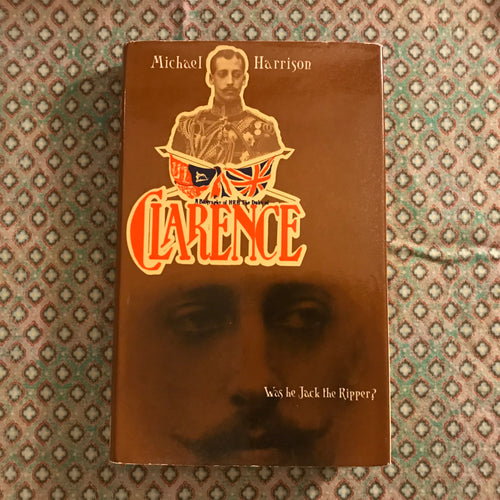 Michael Harrison
A Biography of H.R.H. The Duke of
CLARENCE
Was he Jack the Ripper?